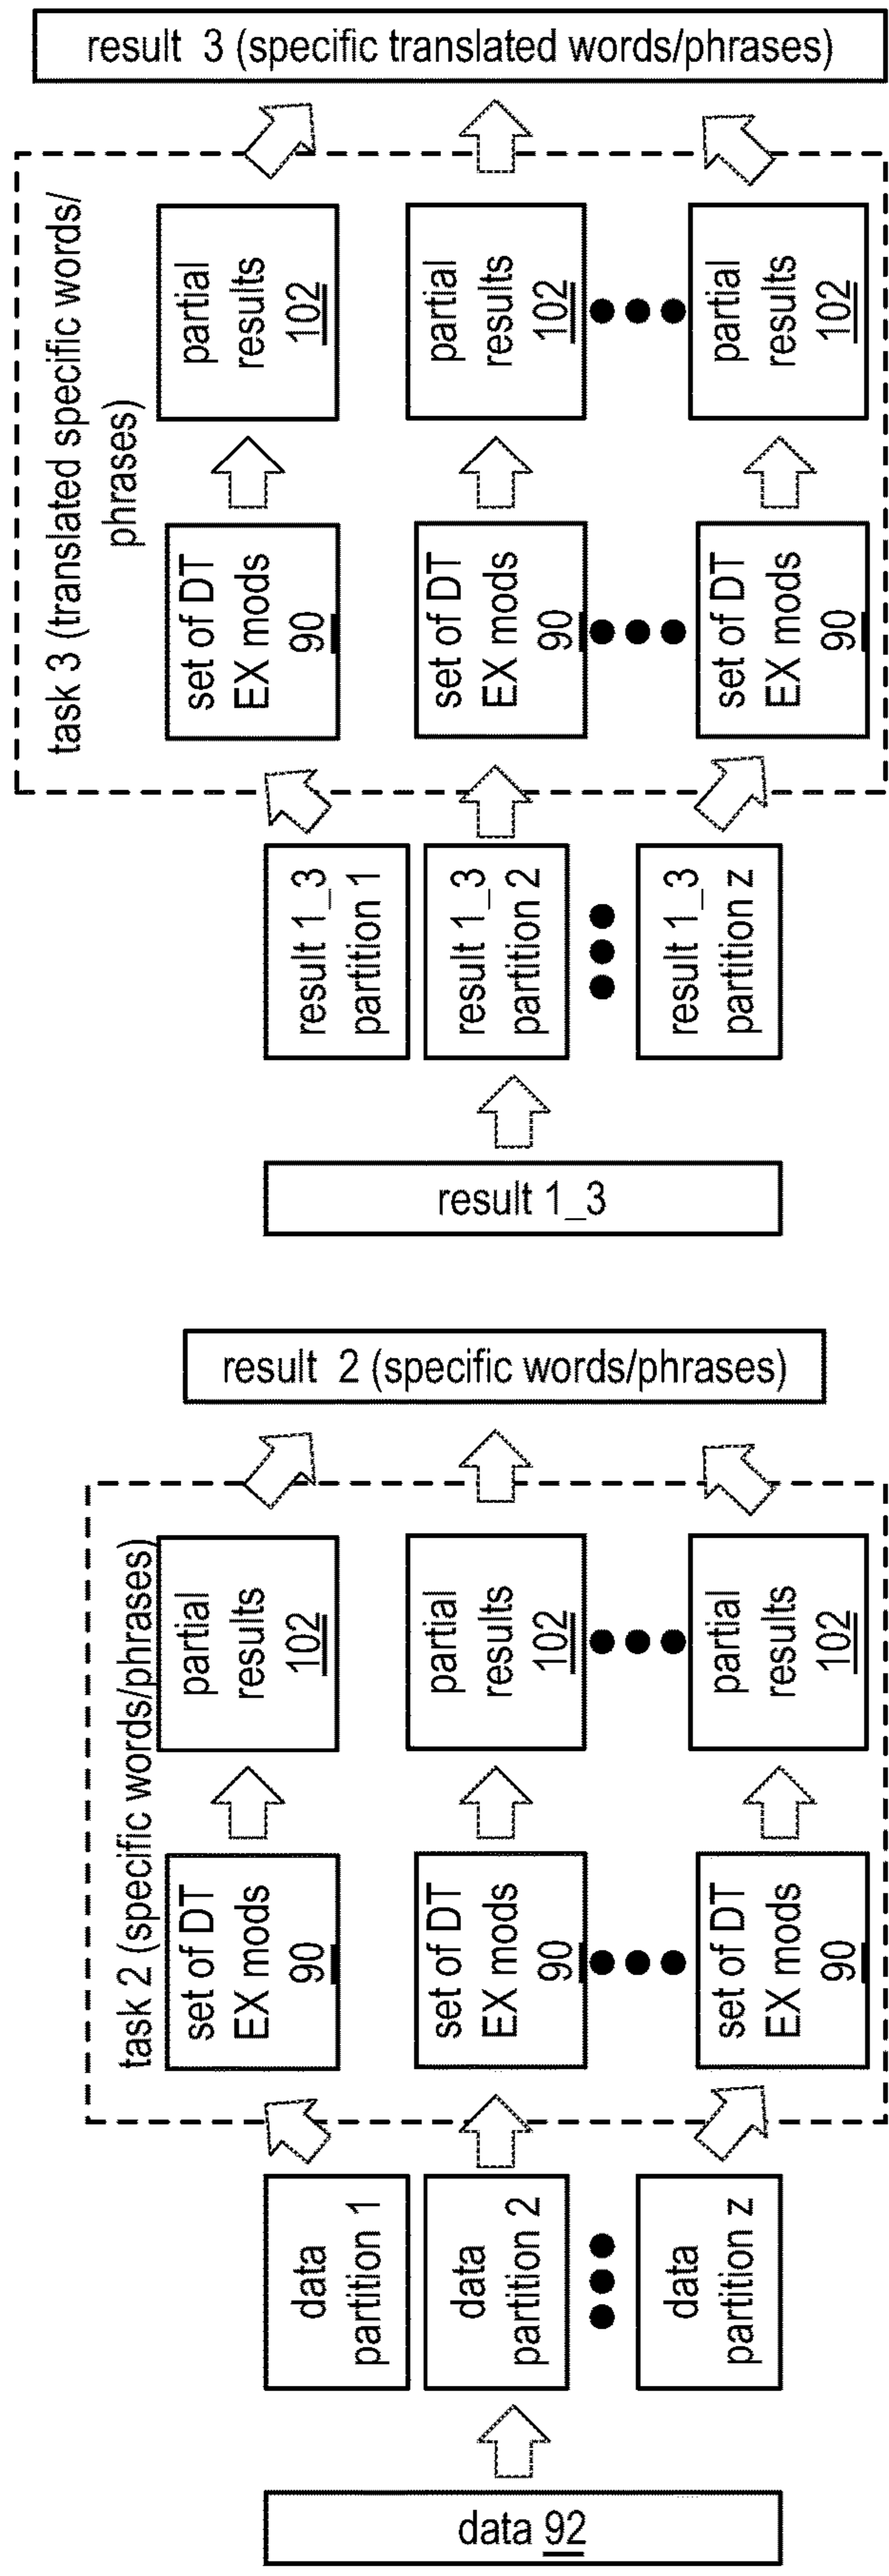 data 92
data
partition 1
data
partition 2
data
partition z
task 2 (specific words/phrases)
set of DT
EX mods
90
partial
results
102
set of DT
EX mods
90
partial
results
102
set of DT
EX mods
90
partial
results
102
result 2 (specific words/phrases)
result 1_3
result 1_3
partition 1
result 1_3
partition 2
result 1_3
partition z
task 3 (translated specific words/
phrases)
set of DT
EX mods
90
partial
results
102
set of DT
EX mods
90
partial
results
102
set of DT
EX mods
90
partial
results
102
result 3 (specific translated words/phrases)